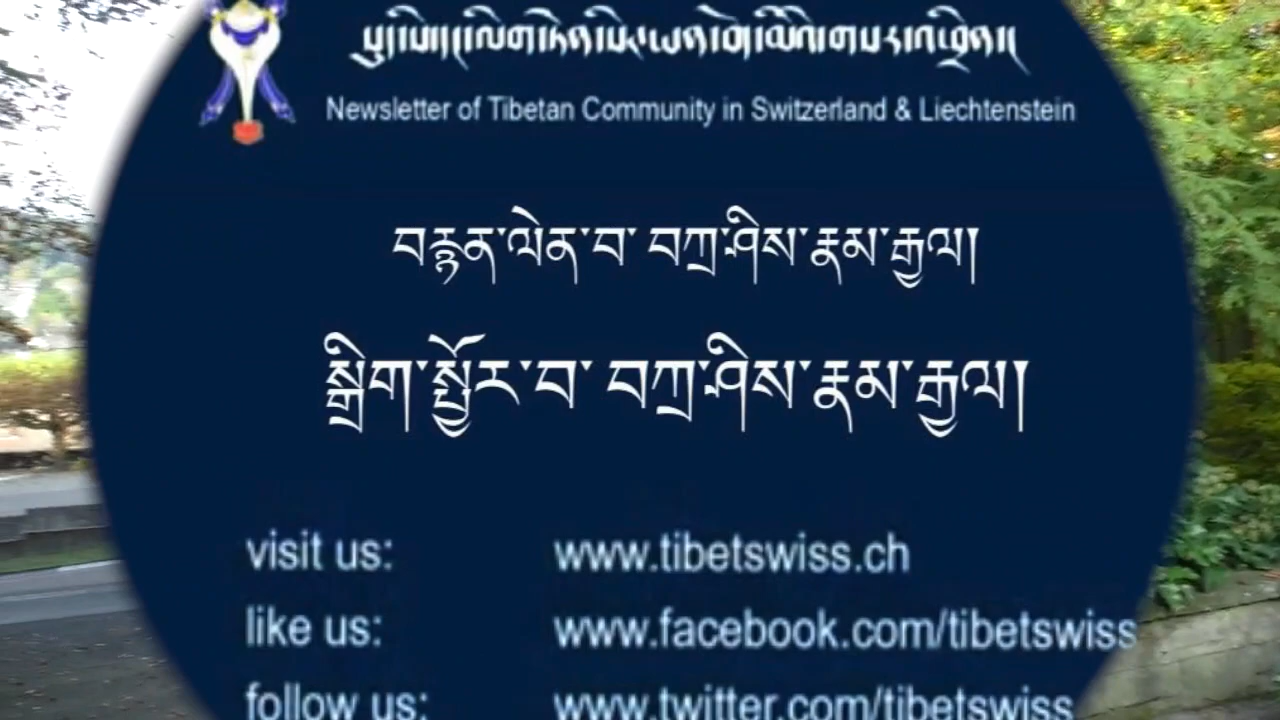 Newsletter of Tibetan Community in Switzerland & Liechtenstein
བརྙན་ལེན་བ་ བཀྲ་ཤིས་རྣམ་རྒྱལ།
སྒྲིག་སྦྱོར་བ་ བཀྲ་ཤིས་རྣམ་རྒྱལ།
visit us: www.tibetswiss.ch
like us: www.facebook.com/tibetswiss
follow us: www.twitter.com/tibetswiss